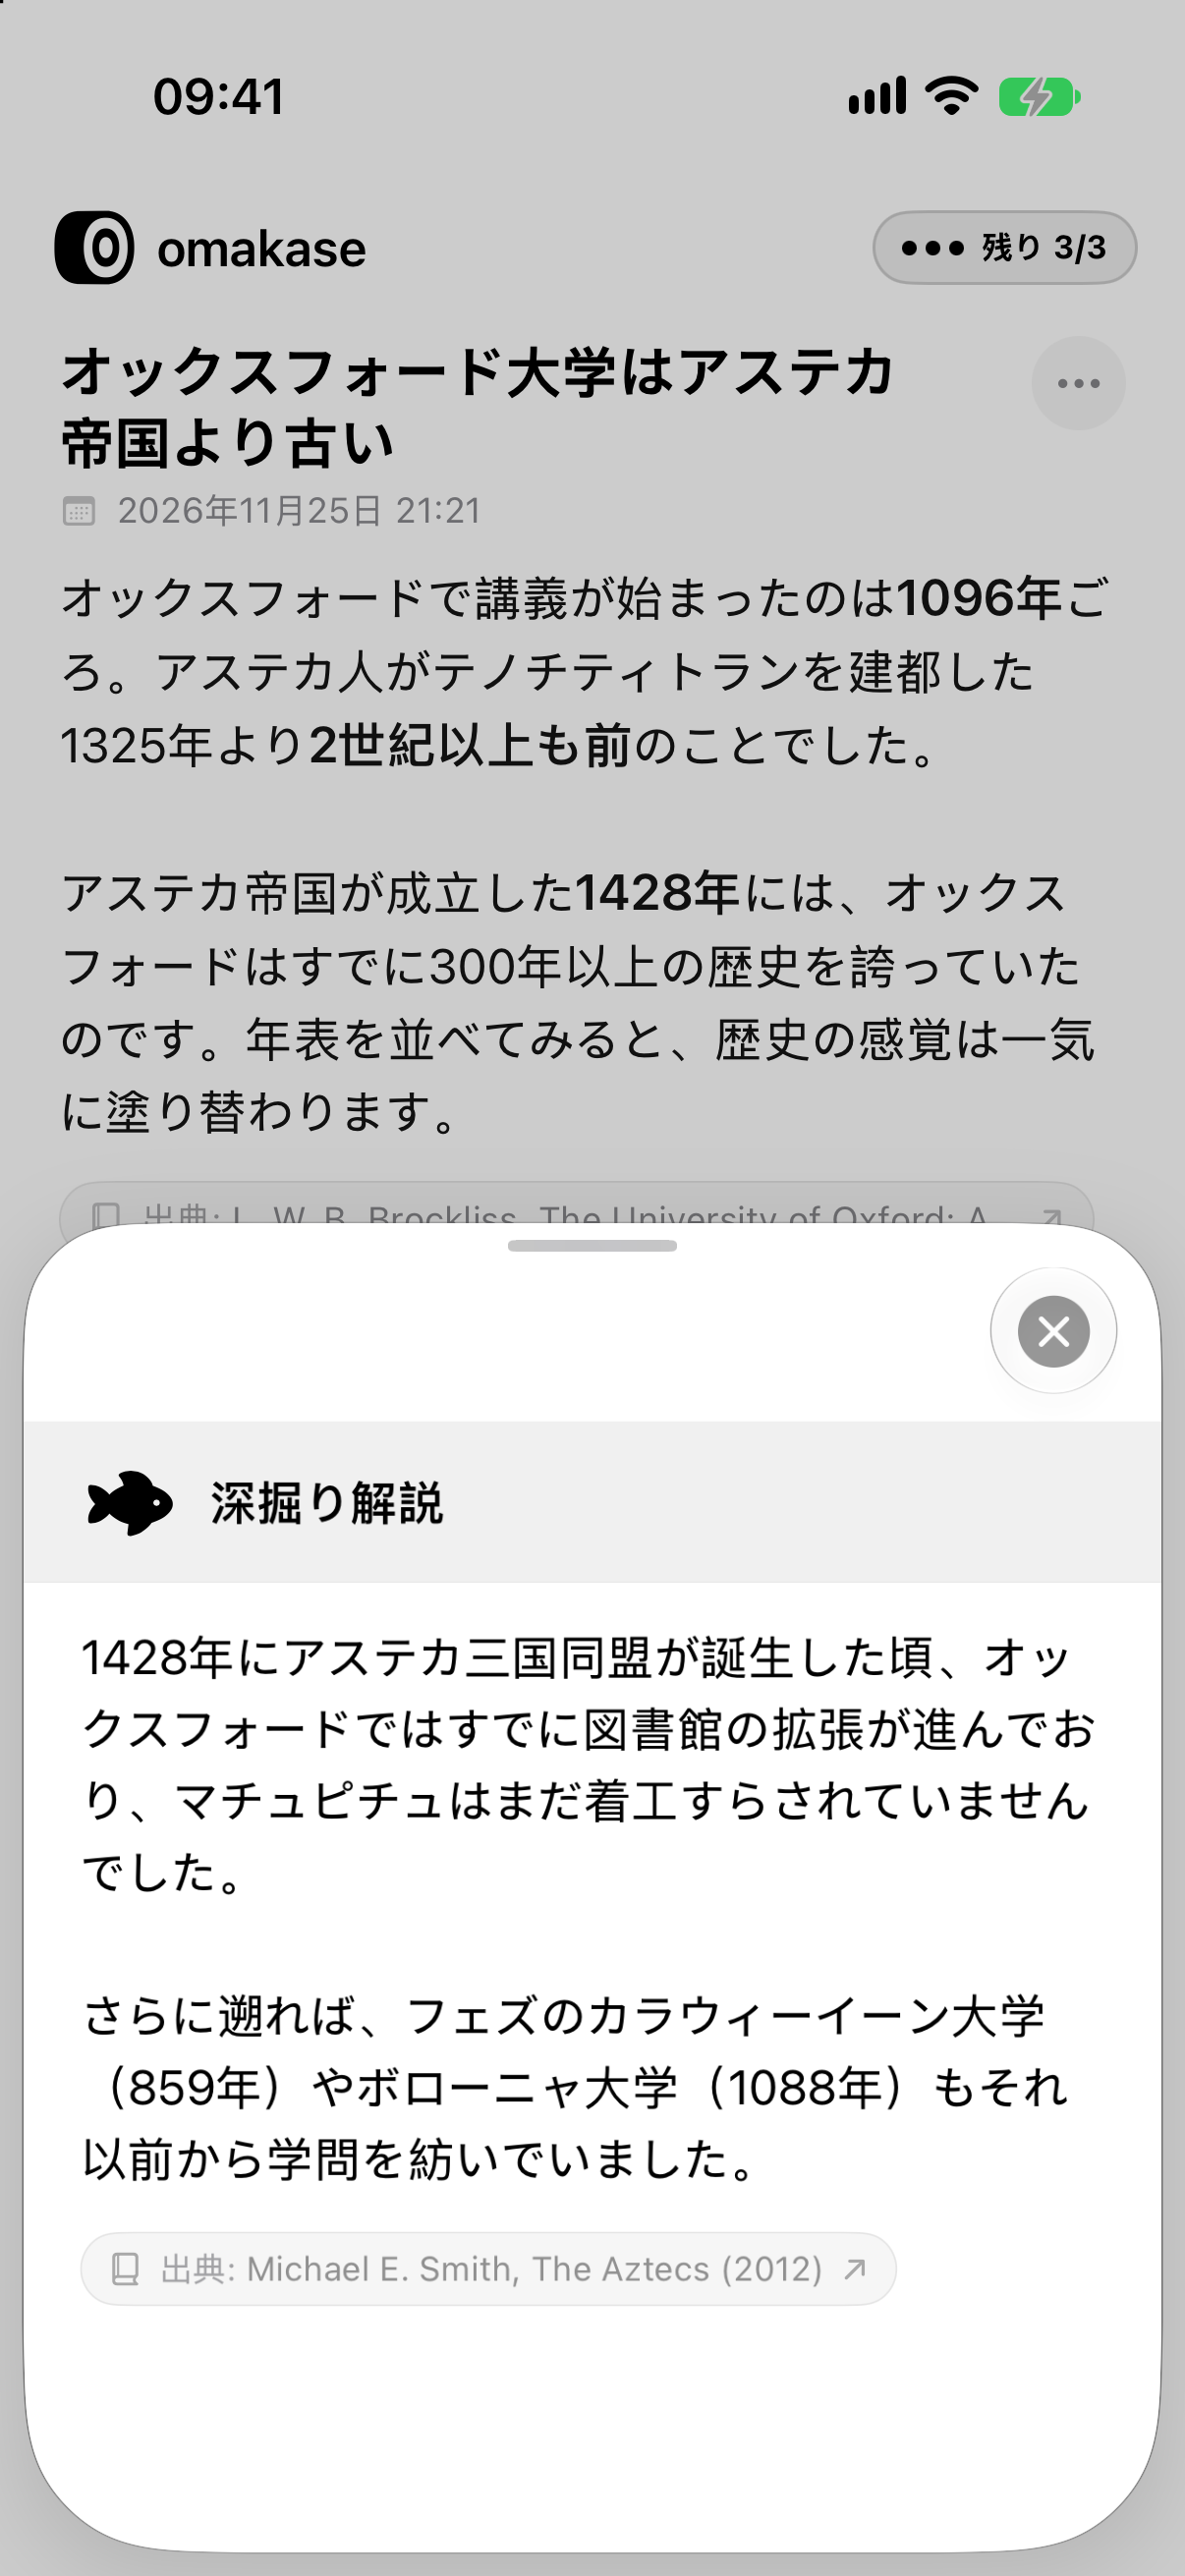 09:41
omakase
残り 3/3
オックスフォード大学はアステカ
帝国より古い
2026年11月25日 21:21
オックスフォードで講義が始まったのは1096年ご
ろ。アステカ人がテノチティトランを建都した
1325年より2世紀以上も前のことでした。
アステカ帝国が成立した1428年には、オックス
フォードはすでに300年以上の歴史を誇っていた
のです。年表を並べてみると、歴史の感覚は一気
に塗り替わります。
出典: L. W. B. Brockliss, The University of Oxford: A
深掘り解説
1428年にアステカ三国同盟が誕生した頃、オッ
クスフォードではすでに図書館の拡張が進んでお
り、マチュピチュはまだ着工すらされていません
でした。
さらに遡れば、フェズのカラウィーイーン大学
（859年）やボローニャ大学（1088年）もそれ
以前から学問を紡いでいました。
出典: Michael E. Smith, The Aztecs (2012)